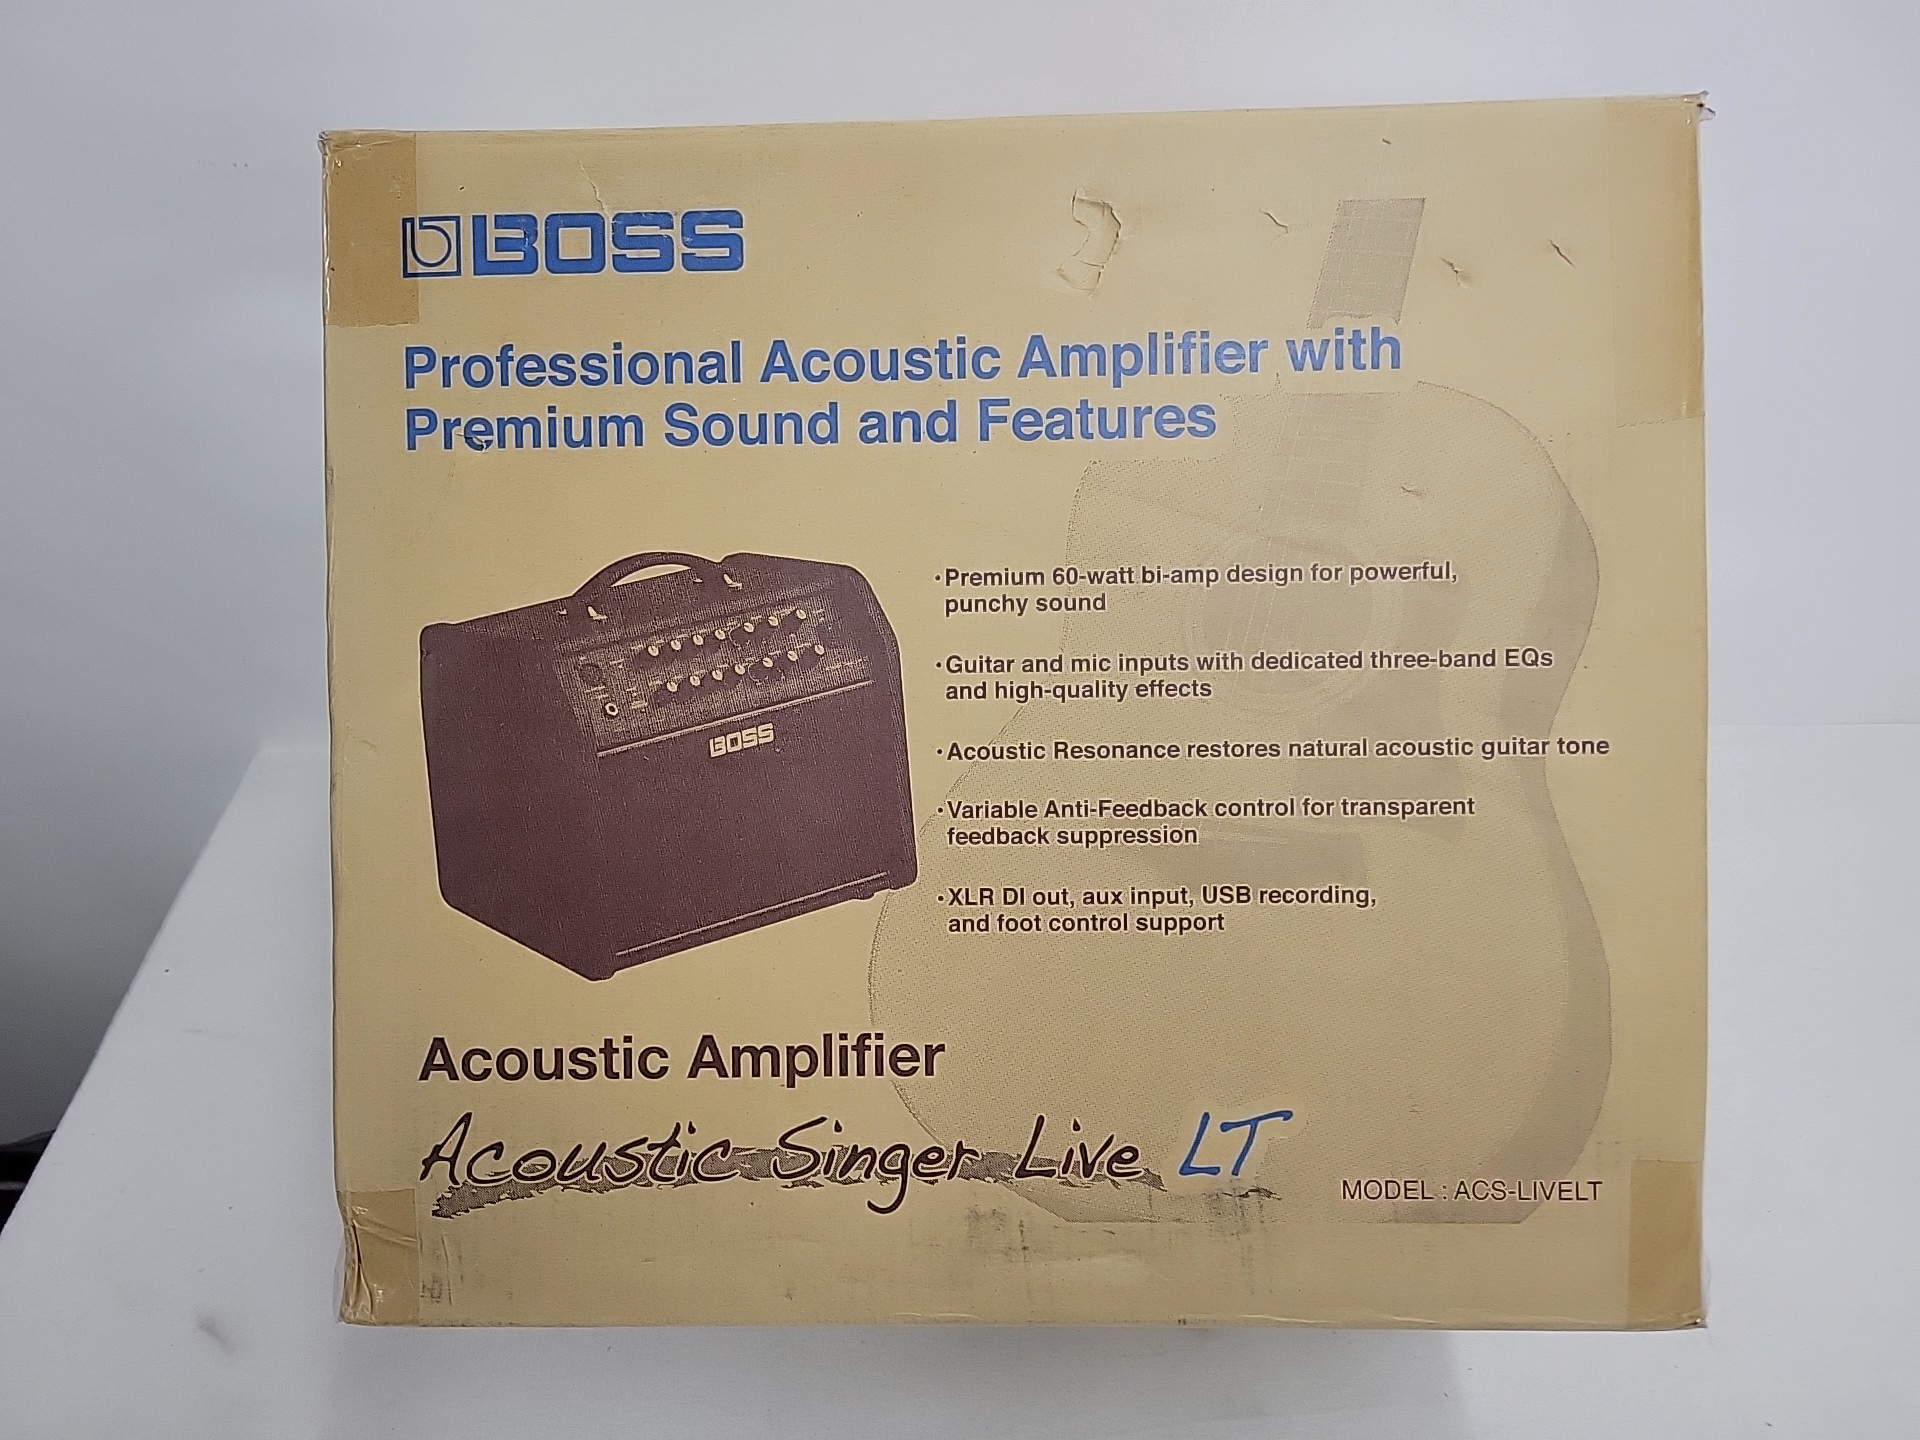 BOSS
Professional Acoustic Amplifier with
Premium Sound and Features
BOSS
·Premium 60-watt bi-amp design for powerful,
punchy sound
·Guitar and mic inputs with dedicated three-band EQs
and high-quality effects
·Acoustic Resonance restores natural acoustic guitar tone
·Variable Anti-Feedback control for transparent
feedback suppression
·XLR DI out, aux input, USB recording,
and foot control support
Acoustic Amplifier
Acoustic Singer Live LT
MODEL : ACS-LIVELT